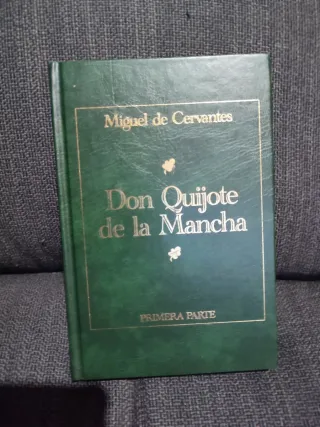 Miguel de Cervantes
Don Quijote
de la Mancha
PRIMERA PARTE